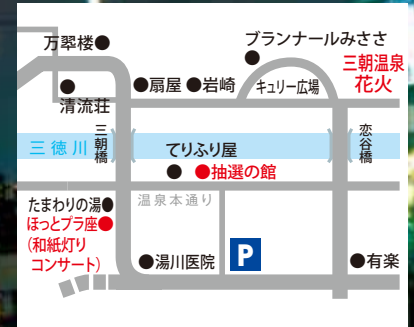 万翠楼
ブランナールみささ
三朝温泉
花火
扇屋
岩崎
キュリー広場
清流荘
三徳川
三朝橋
恋谷橋
てりふり屋
抽選の館
たまわりの湯
温泉本通り
ほっとプラ座
(和紙灯り
コンサート)
湯川医院
P
有楽